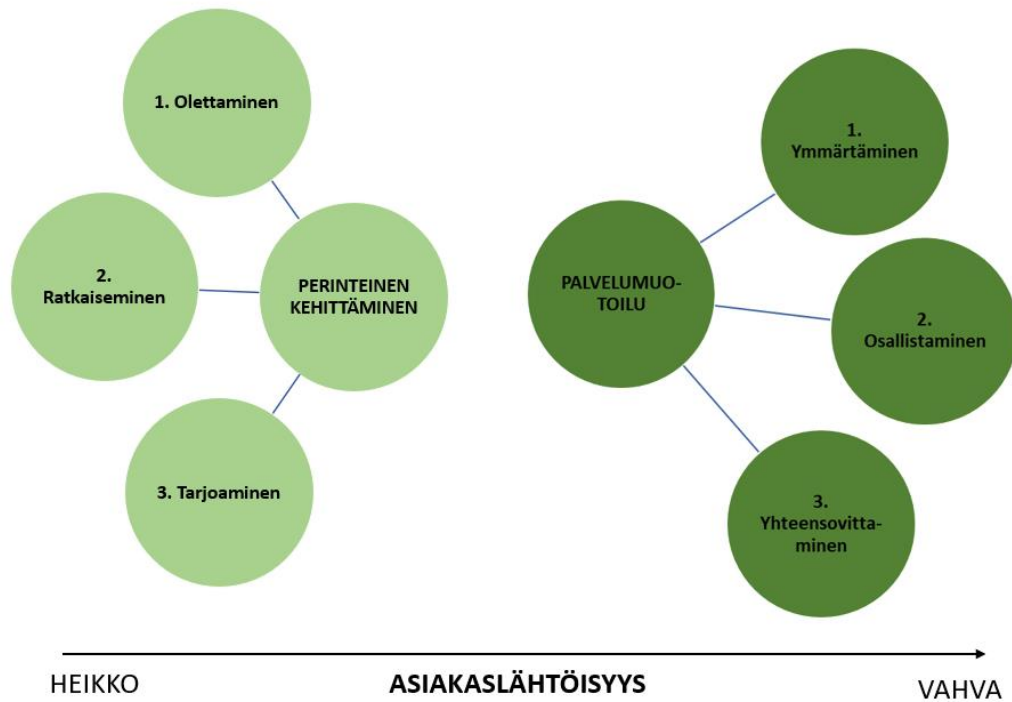 1. Olettaminen
2.
Ratkaiseminen
3. Tarjoaminen
PERINTEINEN
KEHITTÄMINEN
PALVELUMUO-
TOILU
1.
Ymmärtäminen
2.
Osallistaminen
3.
Yhteensovitta-
minen
HEIKKO
ASIAKASLÄHTÖISYYS
VAHVA